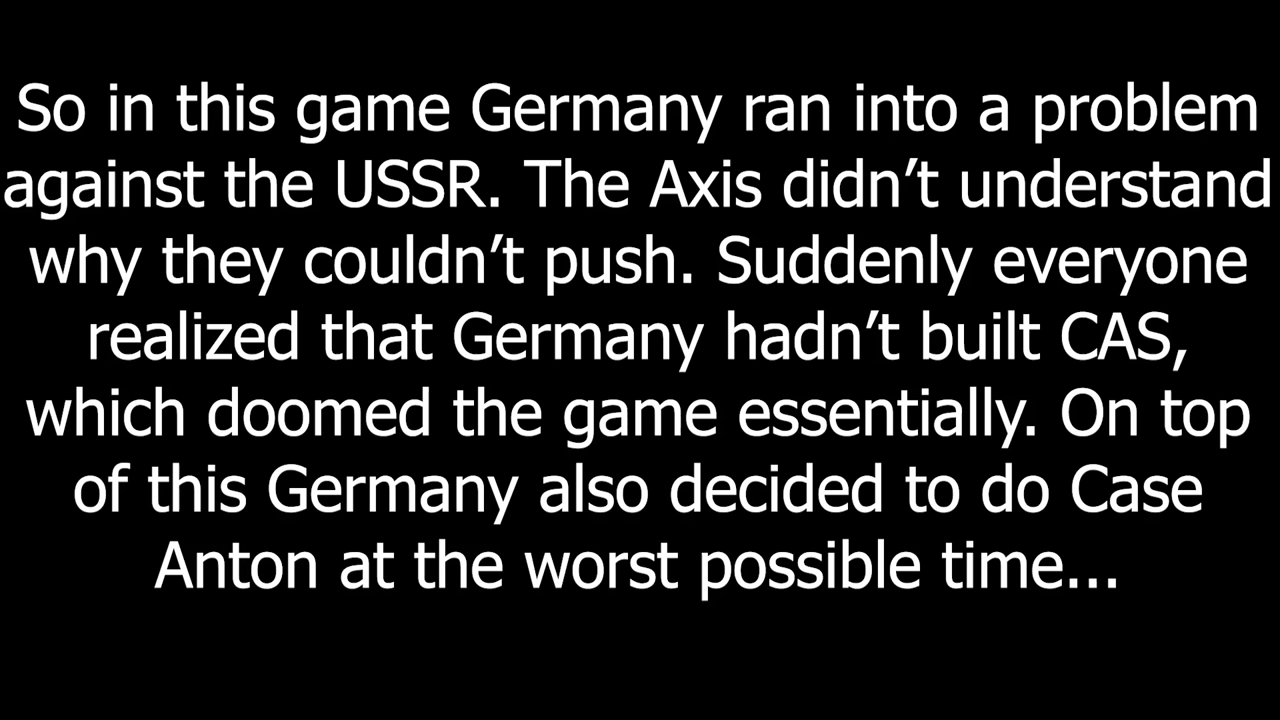 So in this game Germany ran into a problem
against the USSR. The Axis didn’t understand
why they couldn’t push. Suddenly everyone
realized that Germany hadn’t built CAS,
which doomed the game essentially. On top
of this Germany also decided to do Case
Anton at the worst possible time...